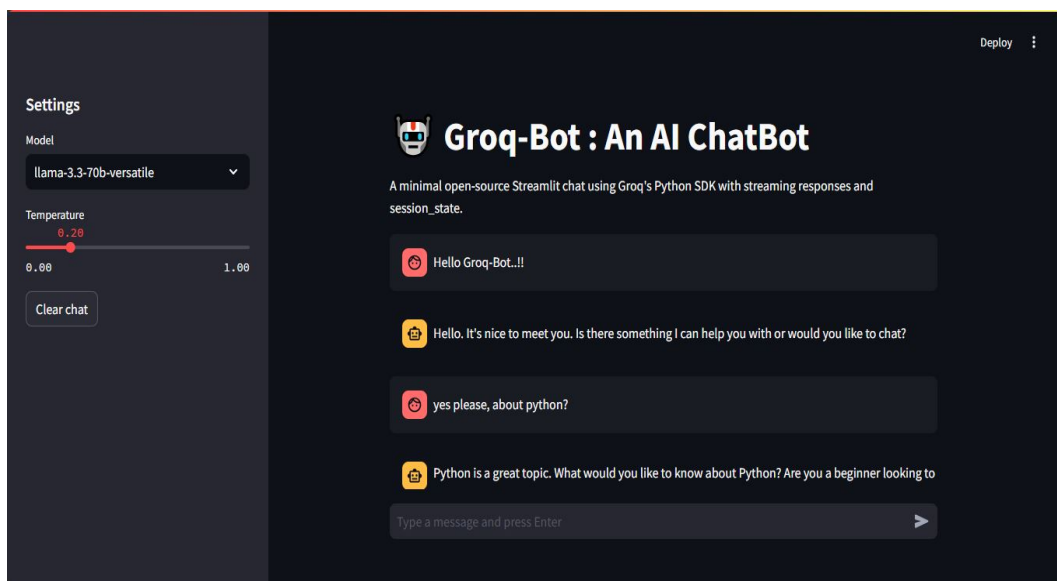 Deploy
Settings
Model
llama-3.3-70b-versatile
Temperature
0.20
0.00 1.00
Clear chat
Groq-Bot : An AI ChatBot
A minimal open-source Streamlit chat using Groq's Python SDK with streaming responses and
session_state.
Hello Groq-Bot..!!
Hello. It's nice to meet you. Is there something I can help you with or would you like to chat?
yes please, about python?
Python is a great topic. What would you like to know about Python? Are you a beginner looking to
Type a message and press Enter